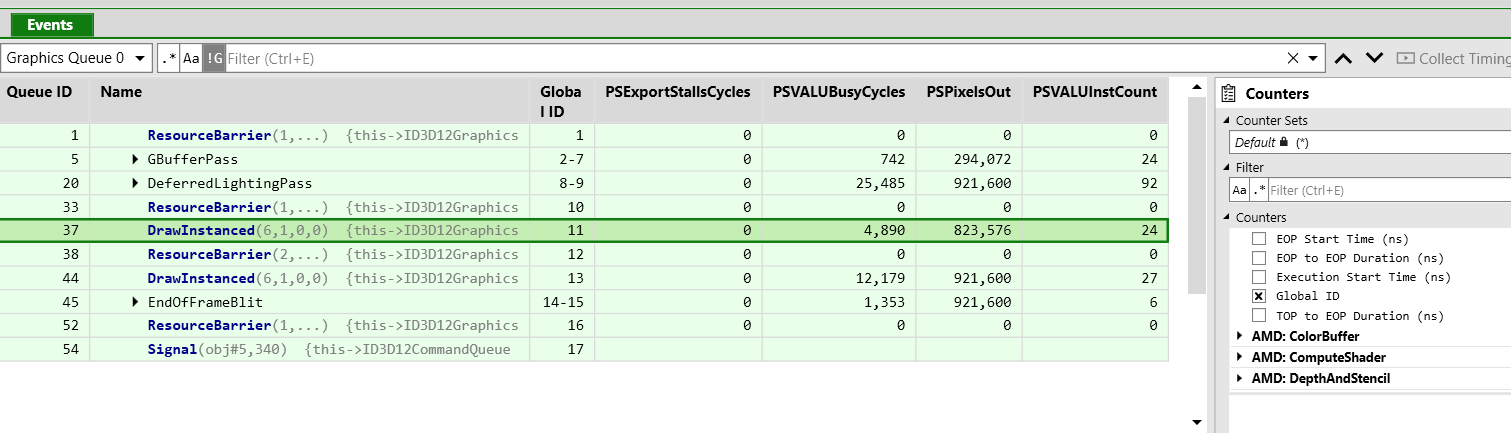 Events
Graphics Queue 0 .* Aa !G Filter (Ctrl+E) Collect Timing
Queue ID Name Global ID PSExportStallsCycles PSVALUBusyCycles PSPixelsOut PSVALUInstCount
1 ResourceBarrier(1,...) {this->ID3D12Graphics 1 0 0 0 0
5 GBufferPass 2-7 0 742 294,072 24
20 DeferredLightingPass 8-9 0 25,485 921,600 92
33 ResourceBarrier(1,...) {this->ID3D12Graphics 10 0 0 0 0
37 DrawInstanced(6,1,0,0) {this->ID3D12Graphics 11 0 4,890 823,576 24
38 ResourceBarrier(2,...) {this->ID3D12Graphics 12 0 0 0 0
44 DrawInstanced(6,1,0,0) {this->ID3D12Graphics 13 0 12,179 921,600 27
45 EndOfFrameBlit 14-15 0 1,353 921,600 6
52 ResourceBarrier(1,...) {this->ID3D12Graphics 16 0 0 0 0
54 Signal(obj#5,340) {this->ID3D12CommandQueue 17
Counters
Counter Sets
Default (*)
Filter
Aa .* Filter (Ctrl+E)
Counters
EOP Start Time (ns)
EOP to EOP Duration (ns)
Execution Start Time (ns)
Global ID
TOP to EOP Duration (ns)
AMD: ColorBuffer
AMD: ComputeShader
AMD: DepthAndStencil